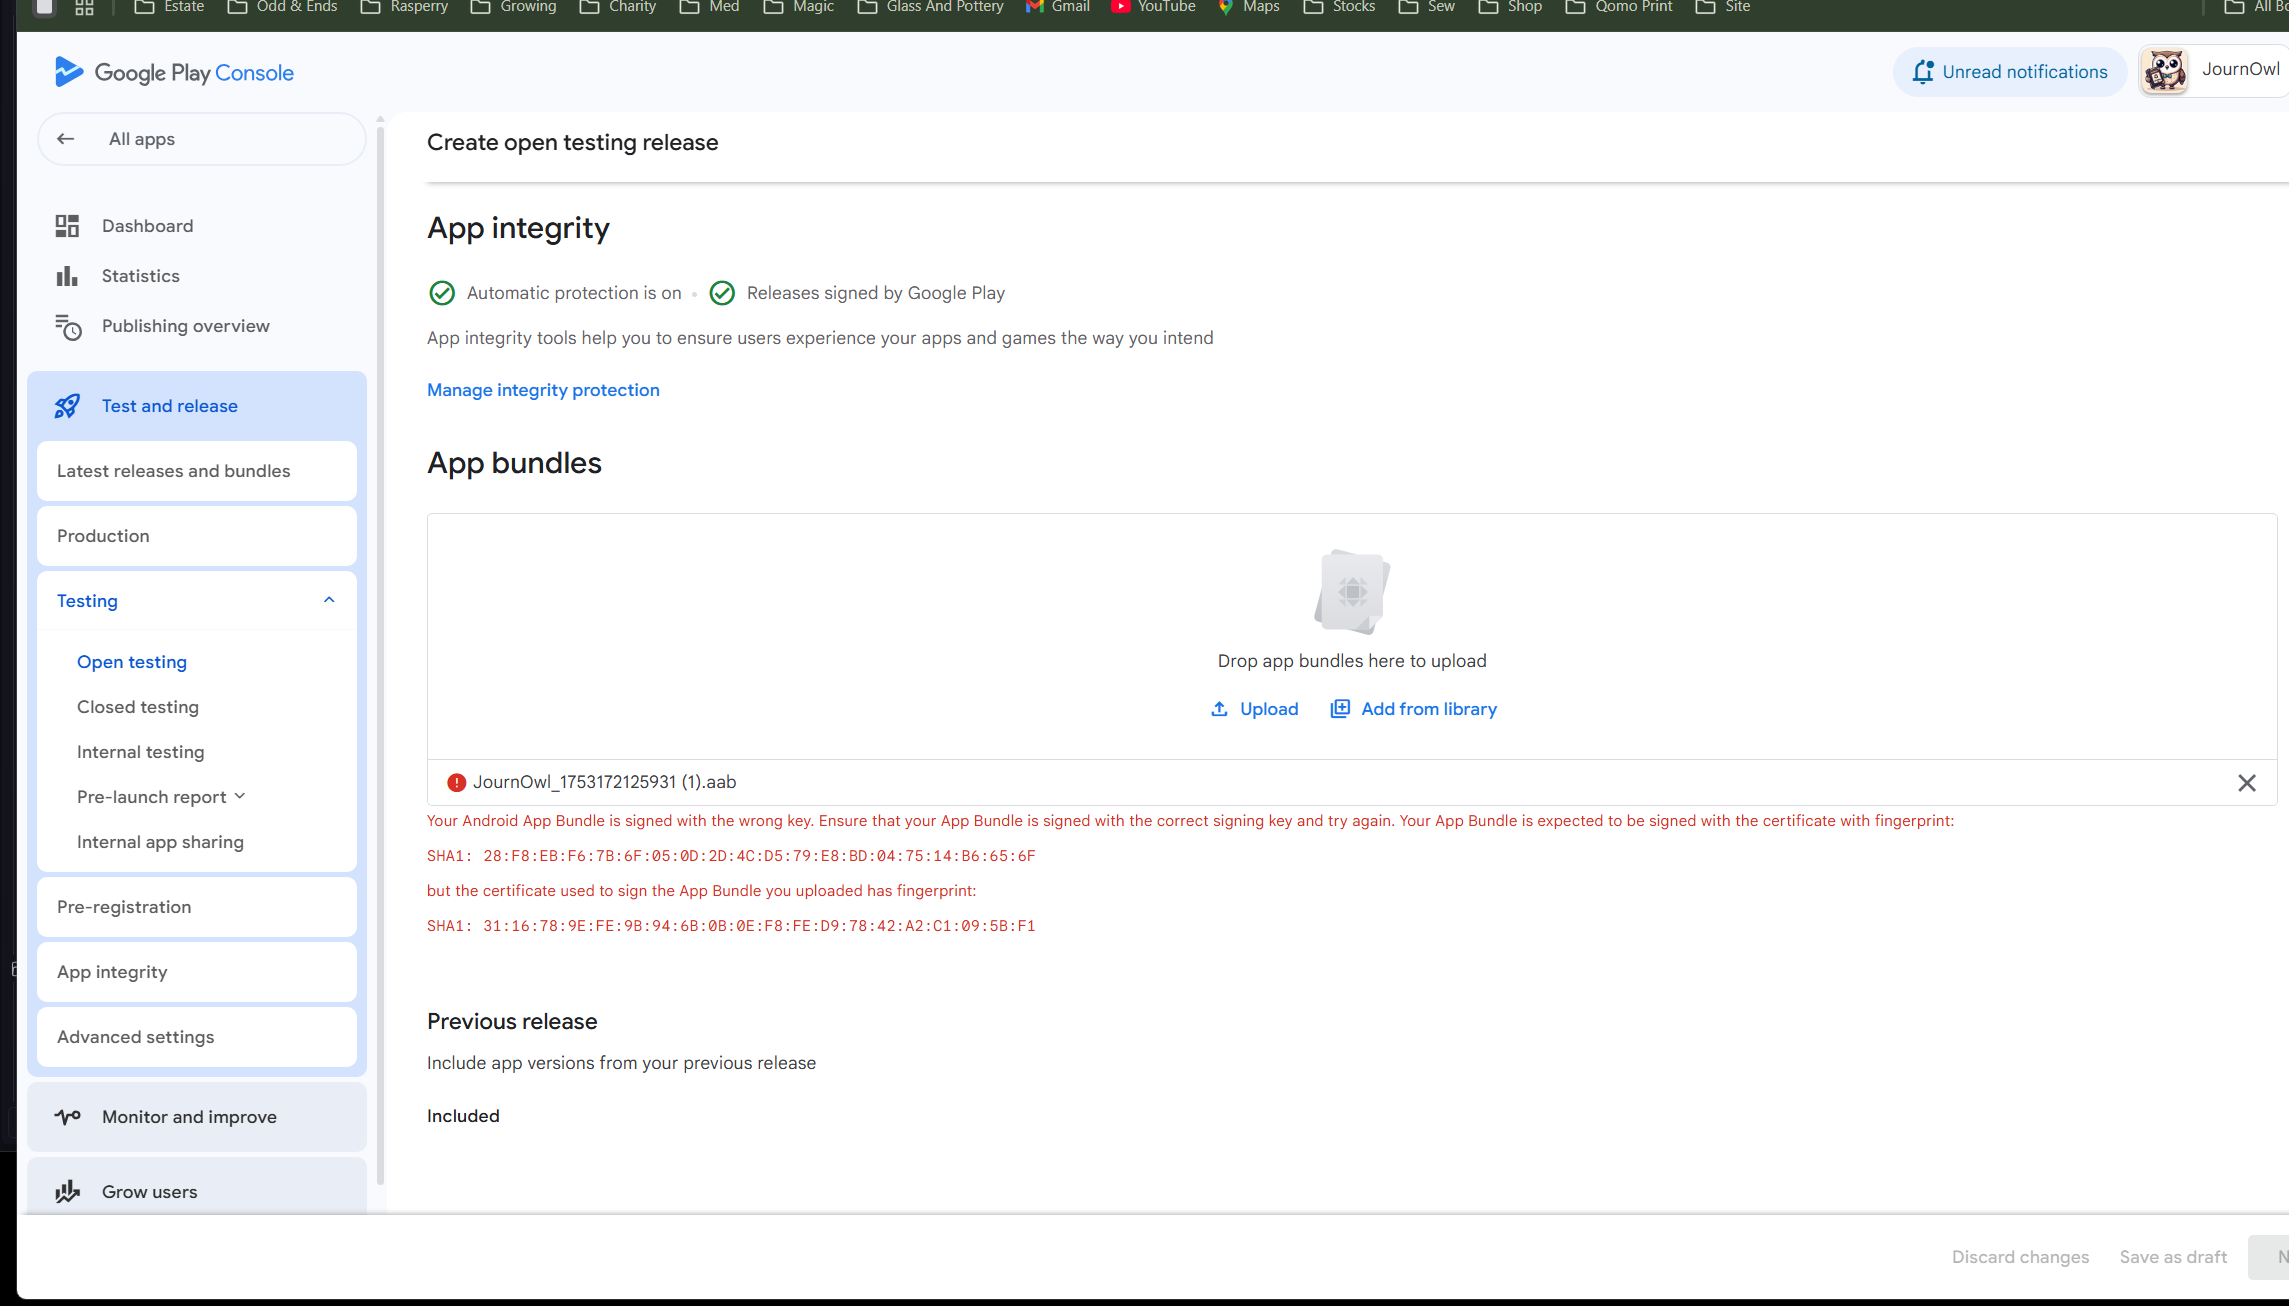 Estate Odd & Ends Rasperry Growing Charity Med Magic Glass And Pottery Gmail YouTube Maps Stocks Sew Shop Qomo Print Site
Google Play Console
Unread notifications
JournOwl
All apps
Dashboard
Statistics
Publishing overview
Test and release
Latest releases and bundles
Production
Testing
Open testing
Closed testing
Internal testing
Pre-launch report
Internal app sharing
Pre-registration
App integrity
Advanced settings
Monitor and improve
Grow users
Create open testing release
App integrity
Automatic protection is on • Releases signed by Google Play
App integrity tools help you to ensure users experience your apps and games the way you intend
Manage integrity protection
App bundles
Drop app bundles here to upload
Upload Add from library
JournOwl_1753172125931 (1).aab
Your Android App Bundle is signed with the wrong key. Ensure that your App Bundle is signed with the correct signing key and try again. Your App Bundle is expected to be signed with the certificate with fingerprint:
SHA1: 28:F8:EB:F6:7B:6F:05:0D:2D:4C:D5:79:E8:BD:04:75:14:B6:65:6F
but the certificate used to sign the App Bundle you uploaded has fingerprint:
SHA1: 31:16:78:9E:FE:9B:94:6B:0B:0E:F8:FE:D9:78:42:A2:C1:09:5B:F1
Previous release
Include app versions from your previous release
Included
Discard changes Save as draft